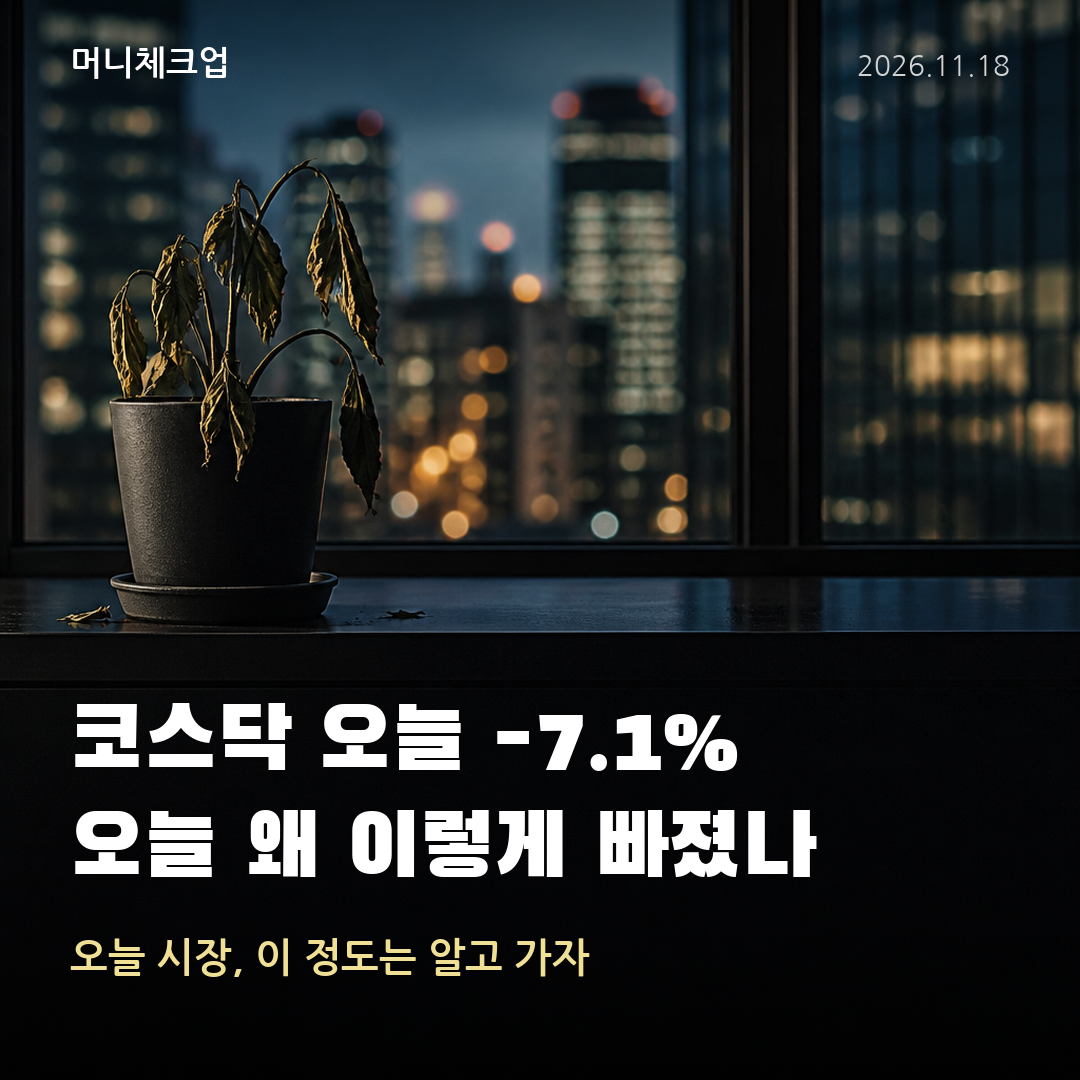 머니체크업
2026.11.18
코스닥 오늘 -7.1%
오늘 왜 이렇게 빠졌나
오늘 시장, 이 정도는 알고 가자